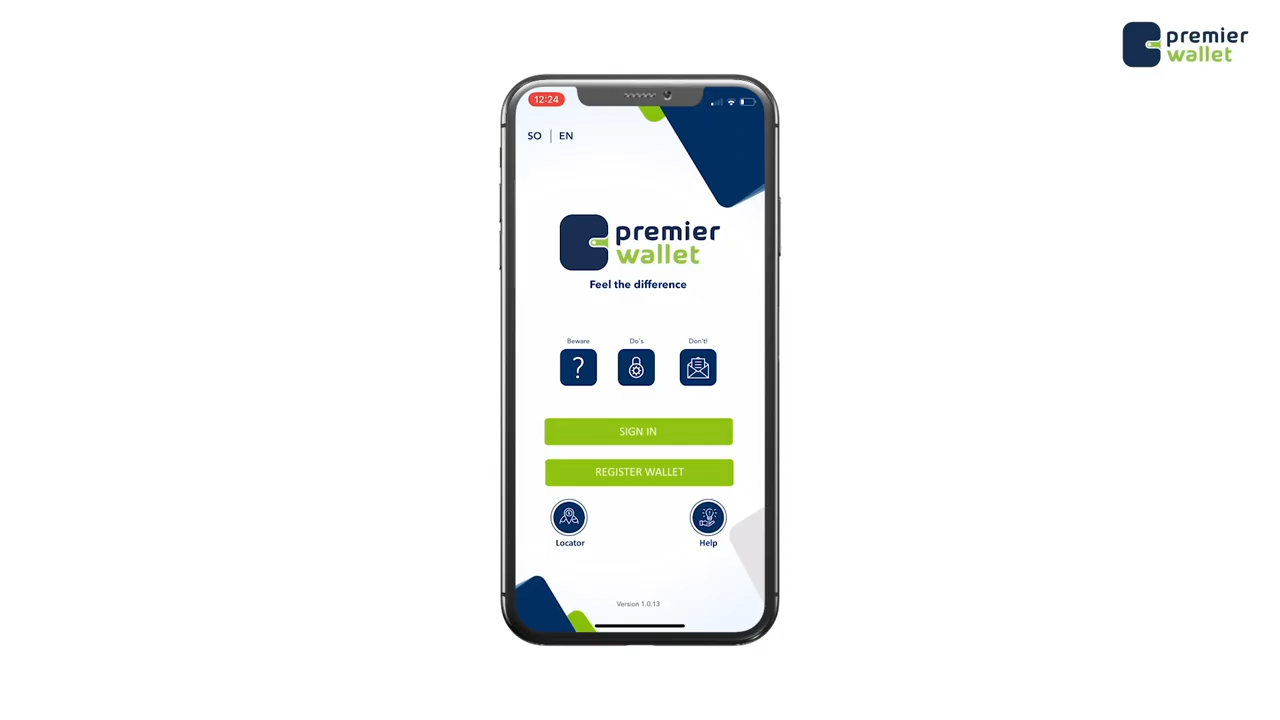 premier
wallet
12:24
SO | EN
premier
wallet
Feel the difference
Beware
Do's
Don't!
?
SIGN IN
REGISTER WALLET
Locator
Help
Version 1.0.13